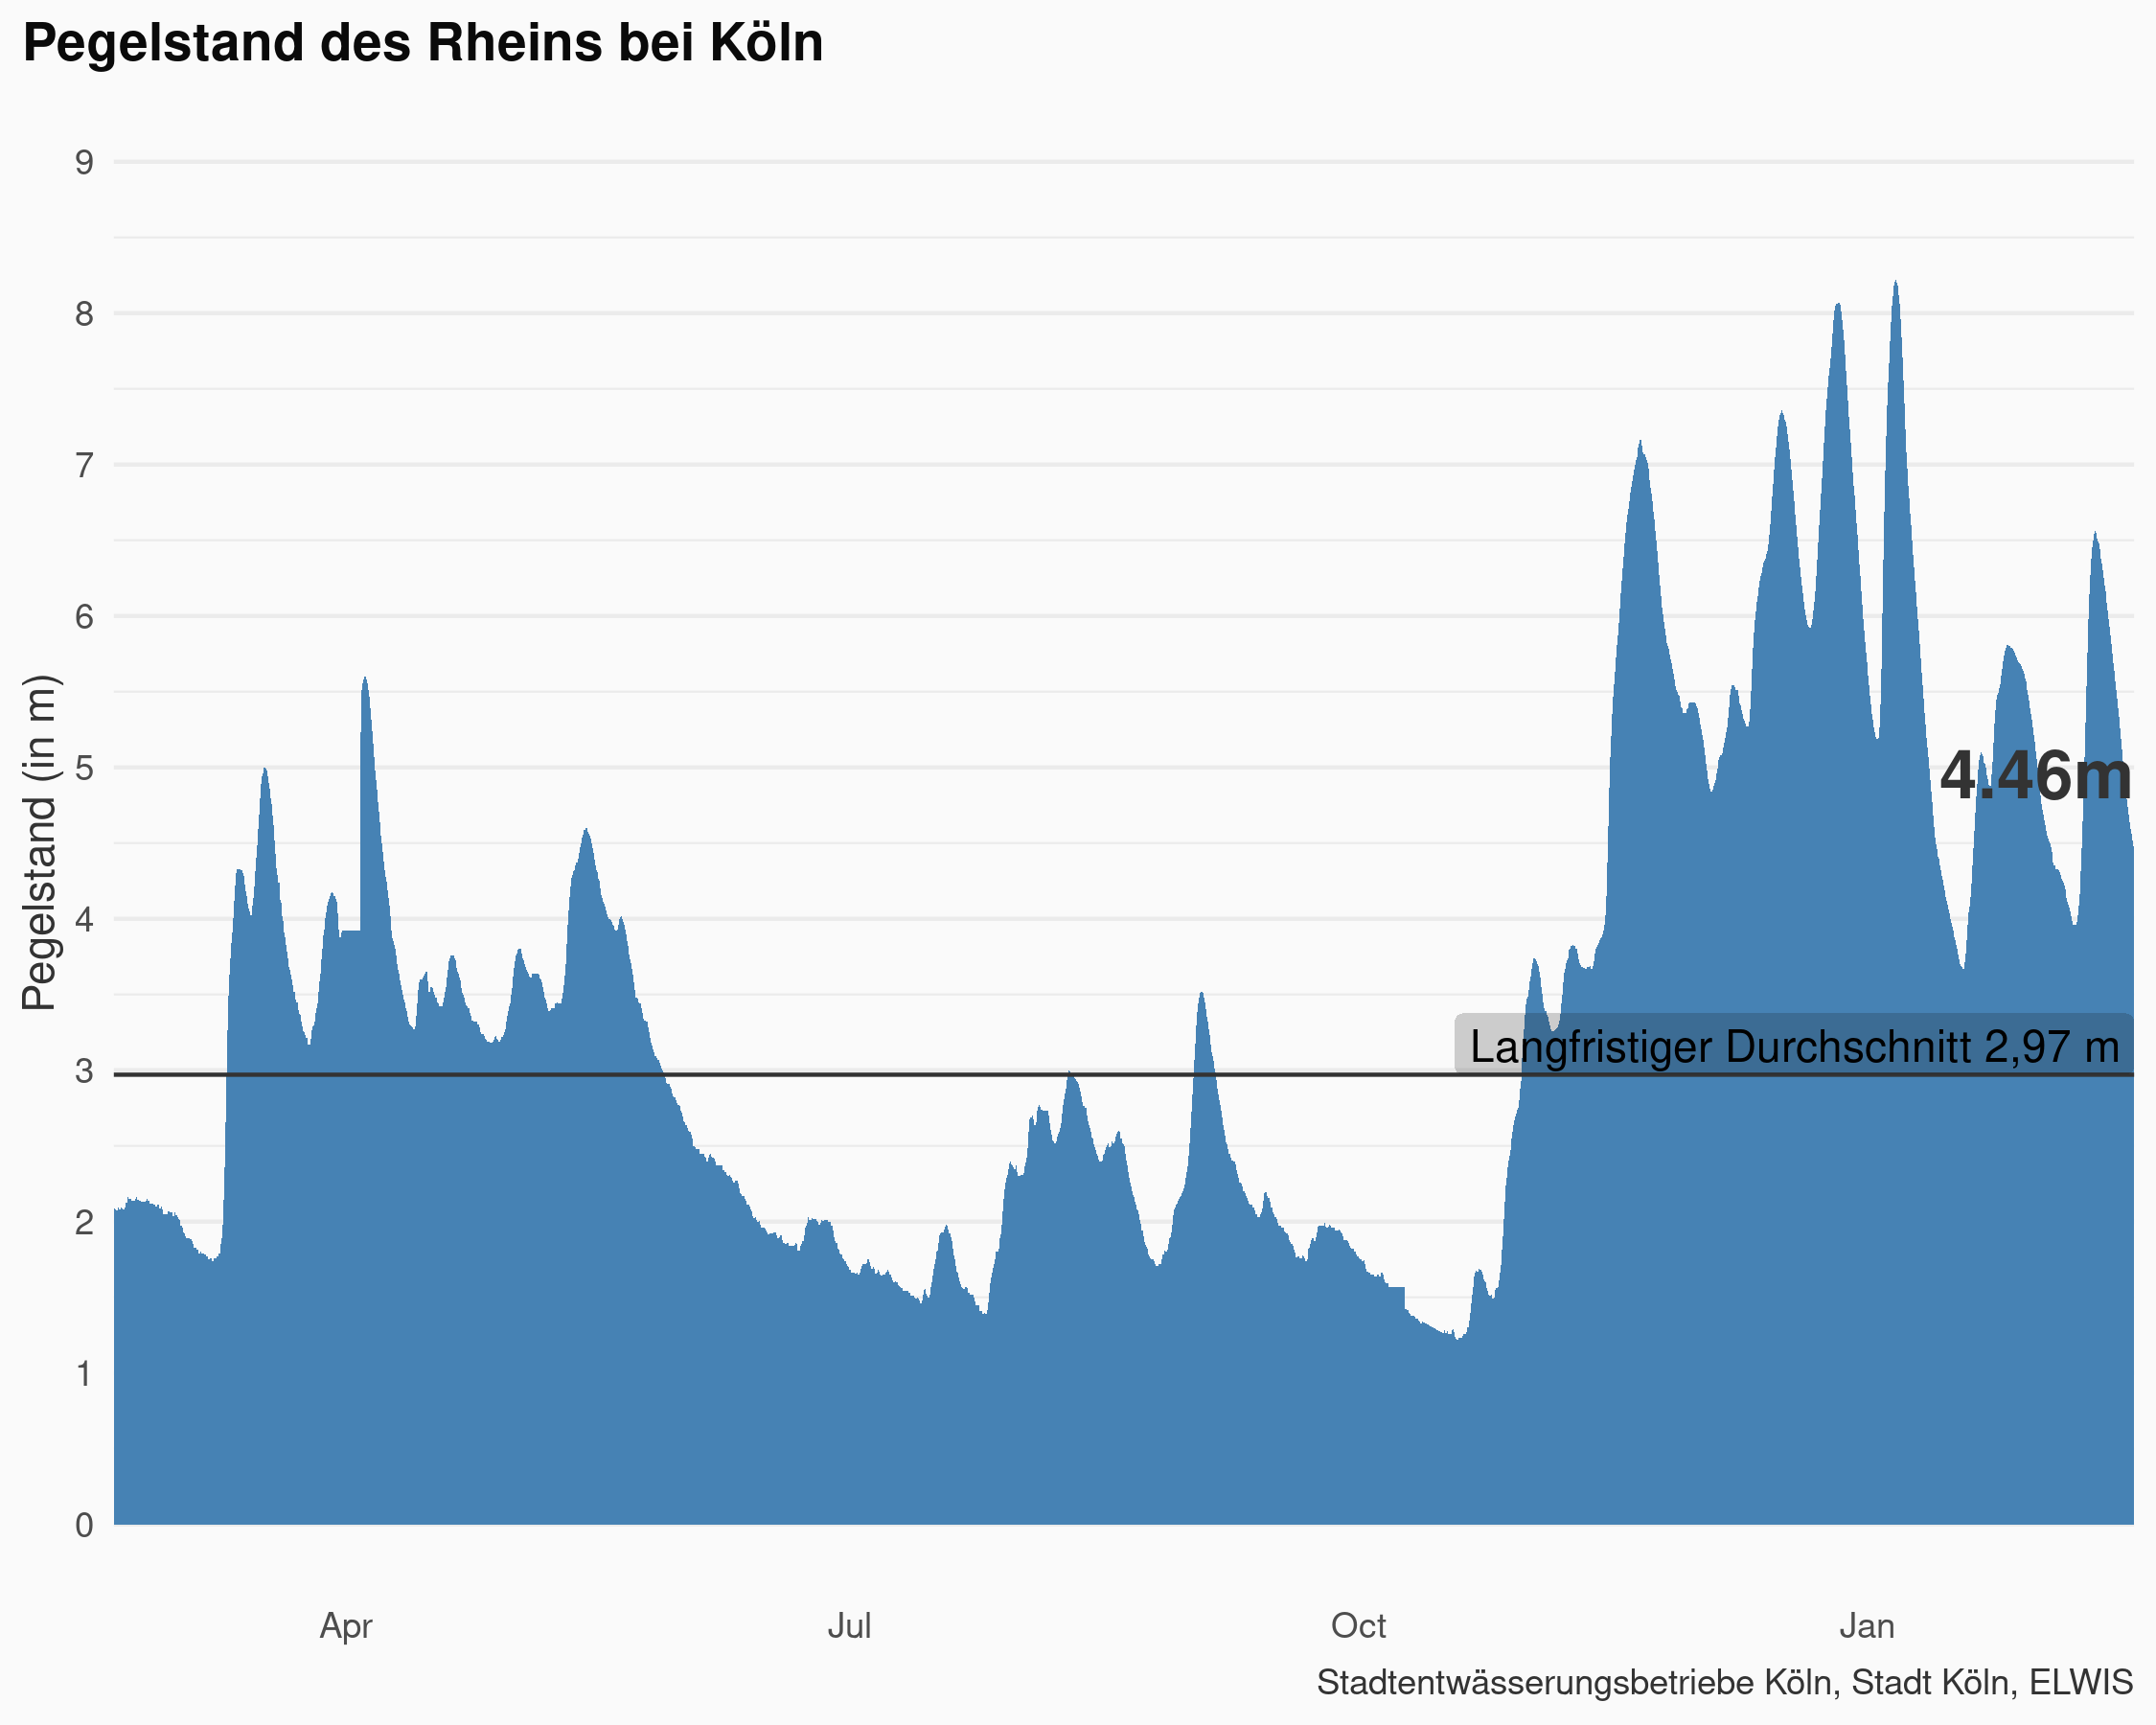 Pegelstand des Rheins bei Köln
Pegelstand (in m)
9
8
7
6
5
4
3
2
1
0
4.46m
Langfristiger Durchschnitt 2,97 m
Apr Jul Oct Jan
Stadtentwässerungsbetriebe Köln, Stadt Köln, ELWIS